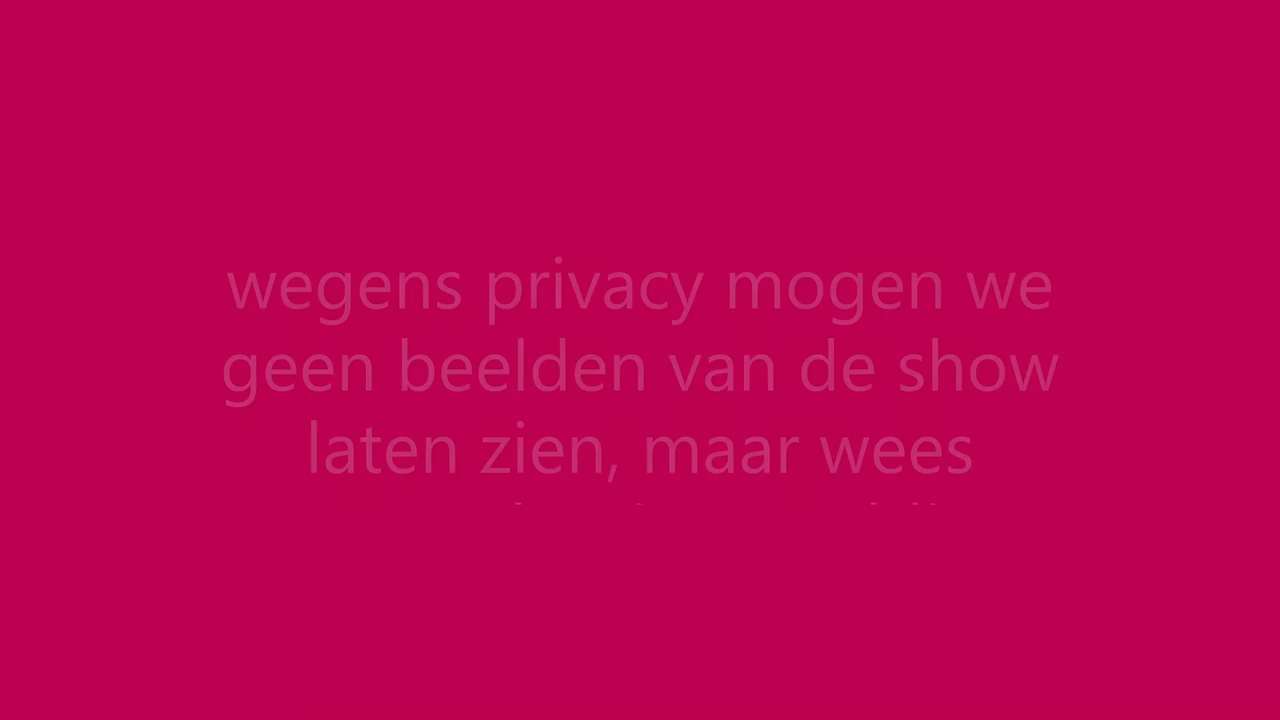 wegens privacy mogen we
geen beelden van de show
laten zien, maar wees